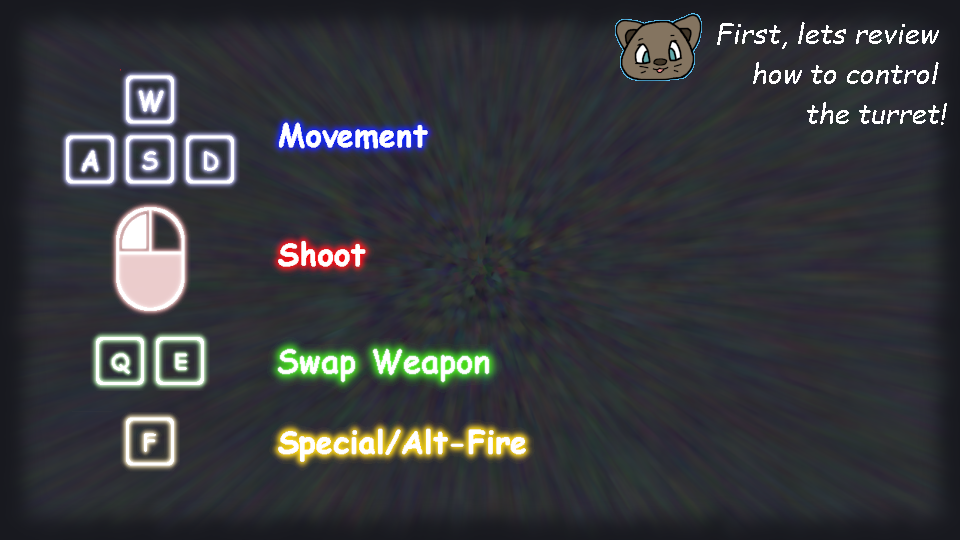 First, lets review
how to control
the turret!
W
A S D
Movement
Shoot
Q E
Swap Weapon
F
Special/Alt-Fire